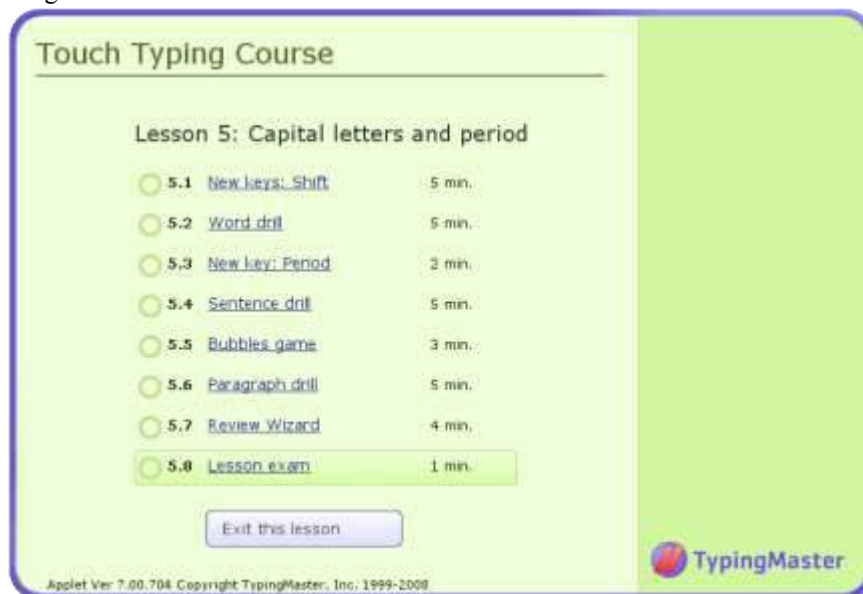 Touch Typing Course
Lesson 5: Capital letters and period
5.1 New keys: Shift 5 min.
5.2 Word drill 5 min.
5.3 New key: Period 2 min.
5.4 Sentence drill 5 min.
5.5 Bubbles game 3 min.
5.6 Paragraph drill 5 min.
5.7 Review Wizard 4 min.
5.8 Lesson exam 1 min.
Exit this lesson
TypingMaster
Applet Ver 7.00.704 Copyright TypingMaster, Inc. 1999-2008